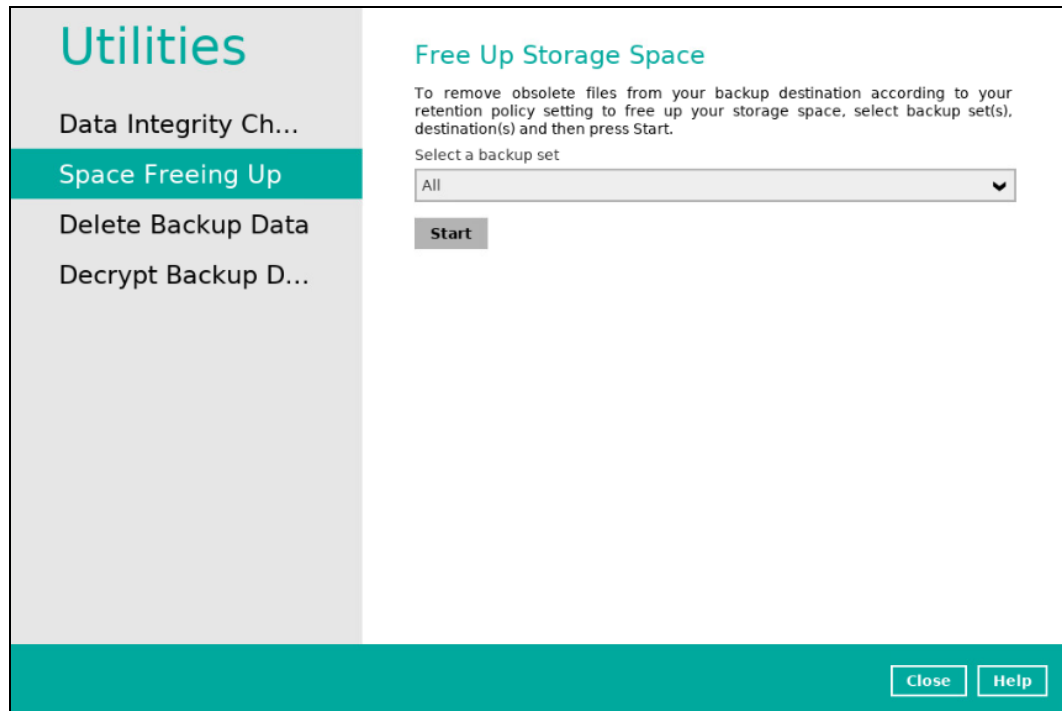 Utilities
Data Integrity Ch...
Space Freeing Up
Delete Backup Data
Decrypt Backup D...
Free Up Storage Space
To remove obsolete files from your backup destination according to your
retention policy setting to free up your storage space, select backup set(s),
destination(s) and then press Start.
Select a backup set
All
Start
Close
Help